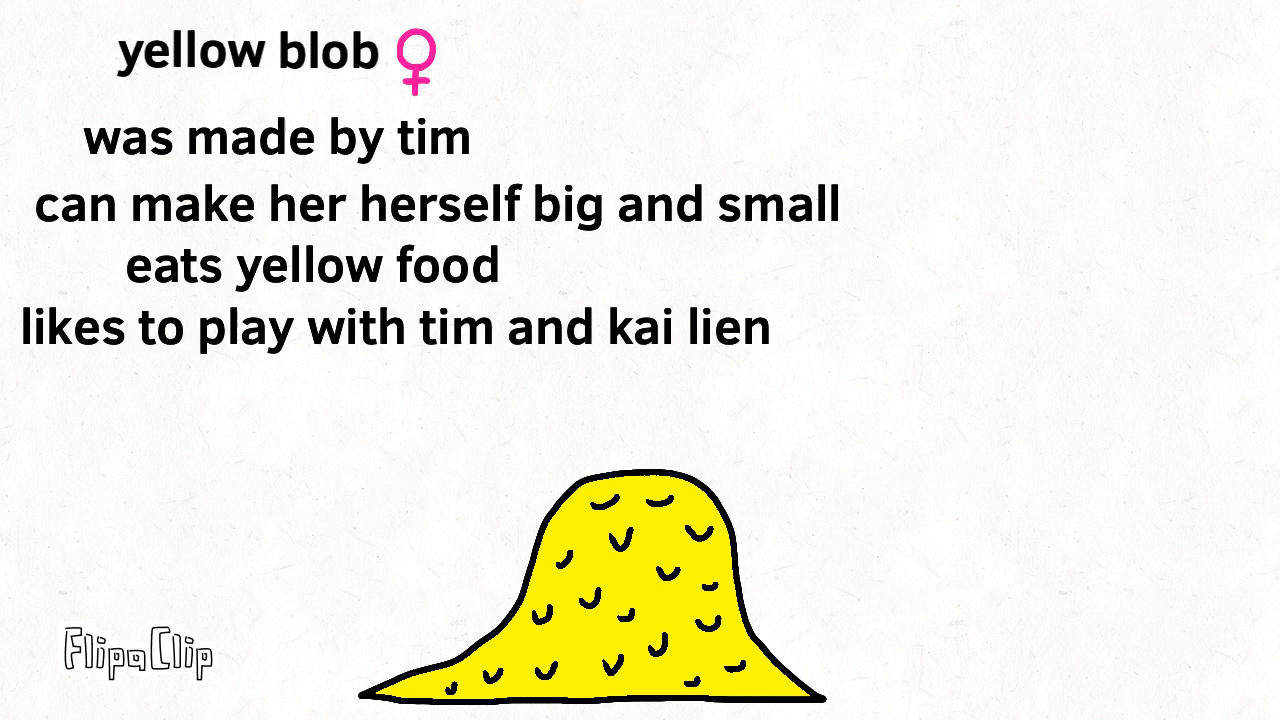 yellow blob ♀
was made by tim
can make her herself big and small
eats yellow food
likes to play with tim and kai lien
FlipaClip